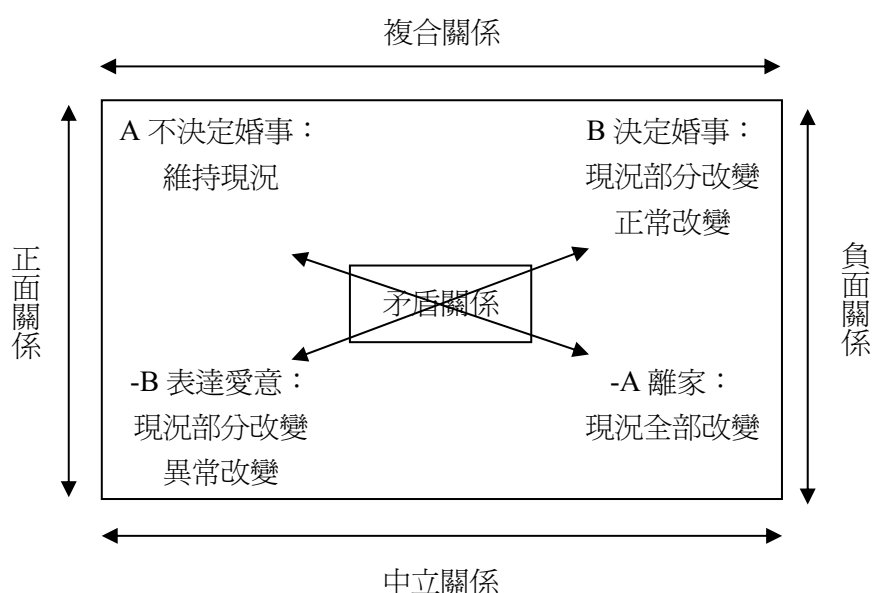 複合關係
A 不決定婚事：
維持現況
B 決定婚事：
現況部分改變
正常改變
正面關係
矛盾關係
負面關係
-B 表達愛意：
現況部分改變
異常改變
-A 離家：
現況全部改變
中立關係